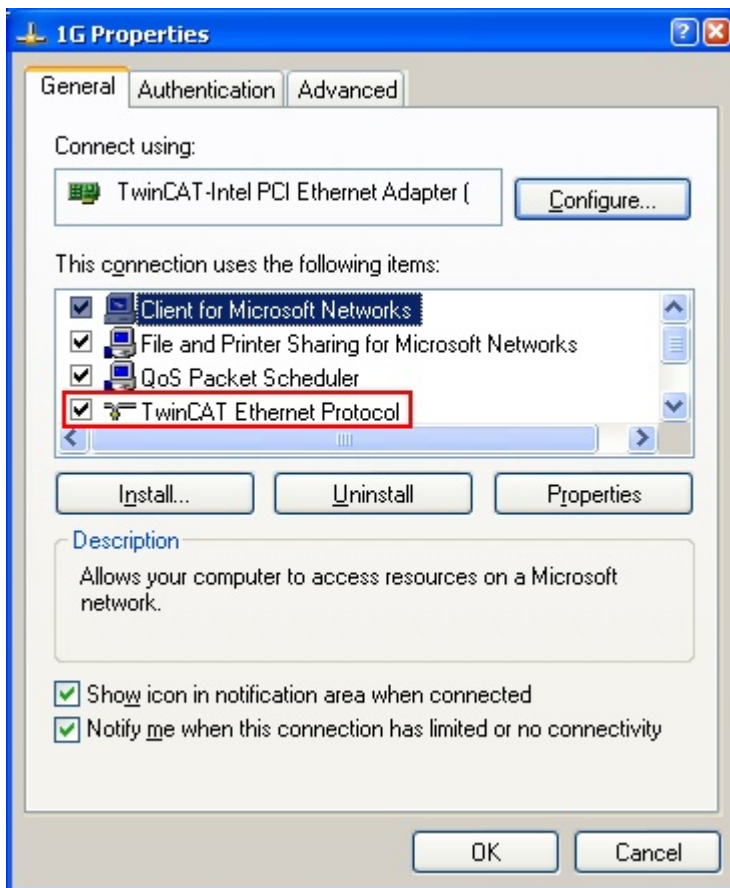 1G Properties
General Authentication Advanced
Connect using:
TwinCAT-Intel PCI Ethernet Adapter (
Configure...
This connection uses the following items:
Client for Microsoft Networks
File and Printer Sharing for Microsoft Networks
QoS Packet Scheduler
TwinCAT Ethernet Protocol
Install... Uninstall Properties
Description
Allows your computer to access resources on a Microsoft
network.
Show icon in notification area when connected
Notify me when this connection has limited or no connectivity
OK Cancel